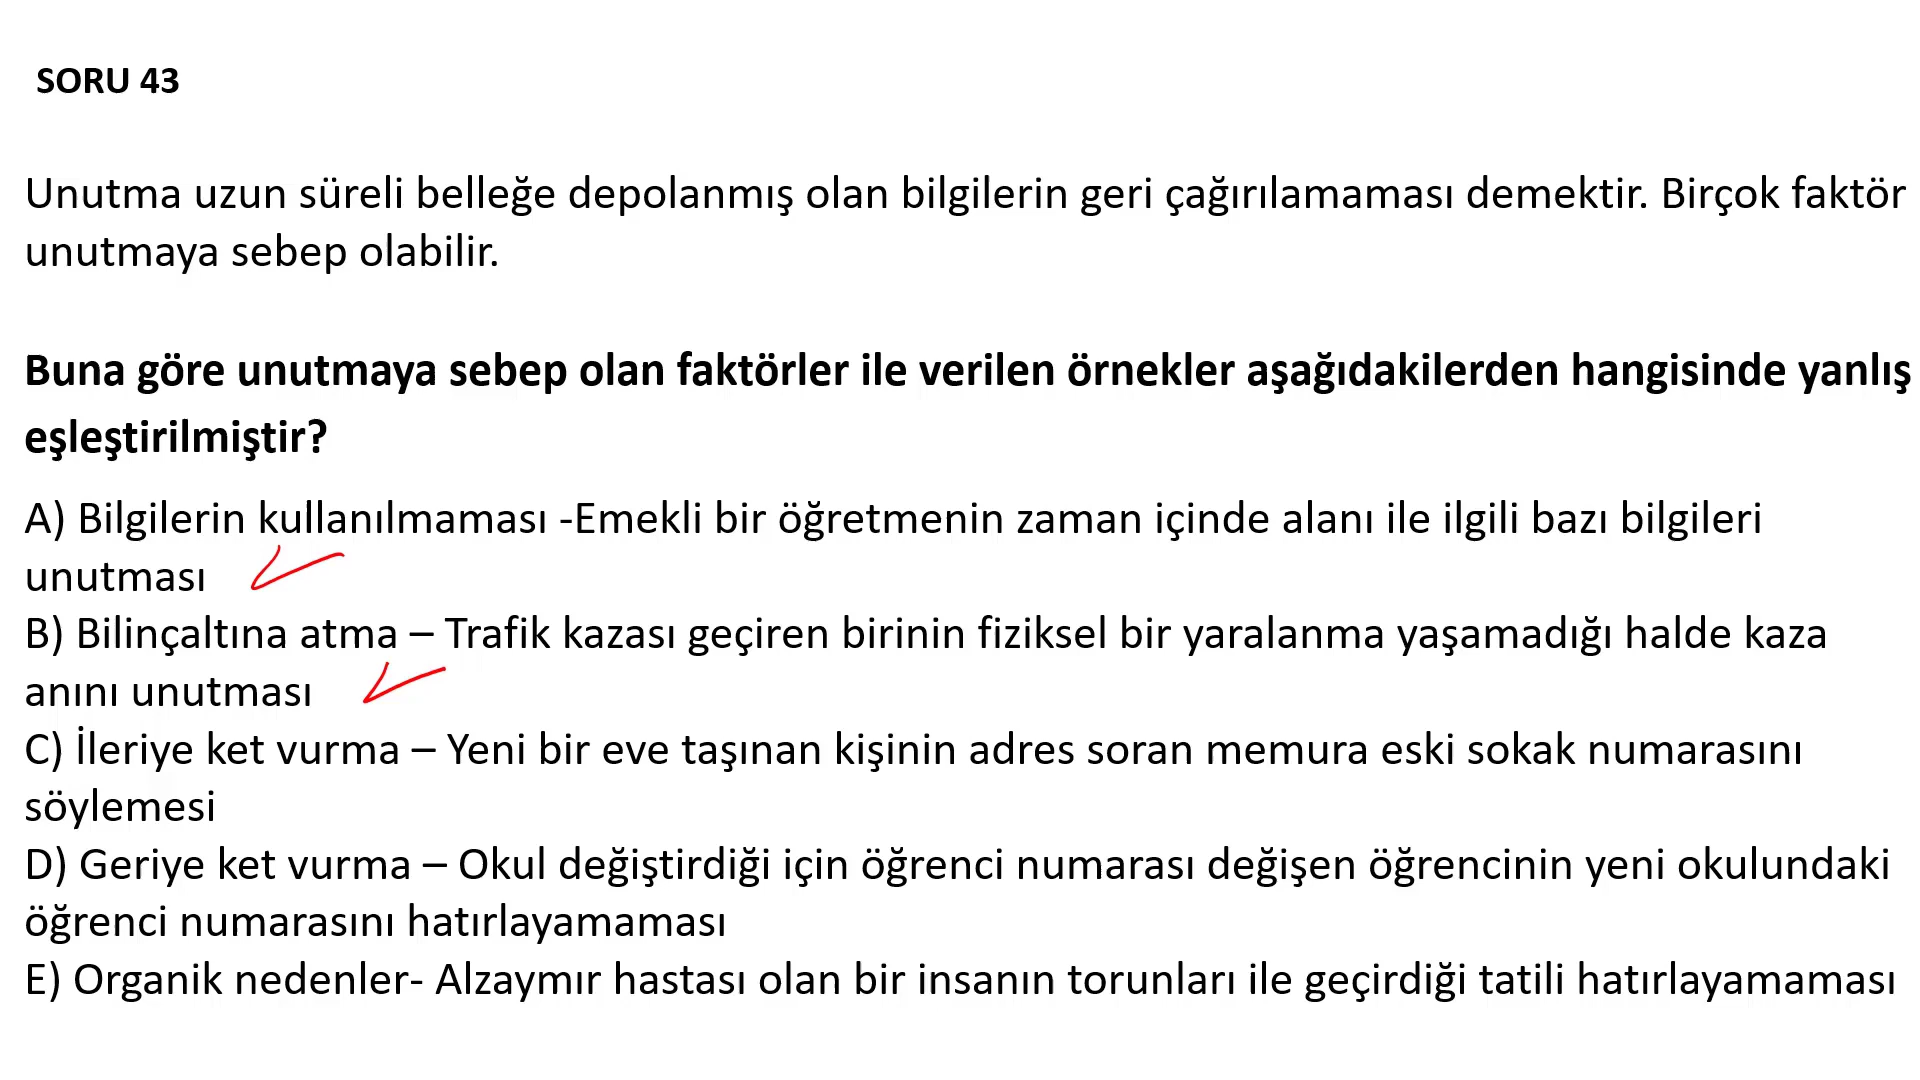 SORU 43
Unutma uzun süreli belleğe depolanmış olan bilgilerin geri çağırılamaması demektir. Birçok faktör
unutmaya sebep olabilir.
Buna göre unutmaya sebep olan faktörler ile verilen örnekler aşağıdakilerden hangisinde yanlış
eşleştirilmiştir?
A) Bilgilerin kullanılmaması -Emekli bir öğretmenin zaman içinde alanı ile ilgili bazı bilgileri
unutması
B) Bilinçaltına atma – Trafik kazası geçiren birinin fiziksel bir yaralanma yaşamadığı halde kaza
anını unutması
C) İleriye ket vurma – Yeni bir eve taşınan kişinin adres soran memura eski sokak numarasını
söylemesi
D) Geriye ket vurma – Okul değiştirdiği için öğrenci numarası değişen öğrencinin yeni okulundaki
öğrenci numarasını hatırlayamaması
E) Organik nedenler- Alzaymır hastası olan bir insanın torunları ile geçirdiği tatili hatırlayamaması